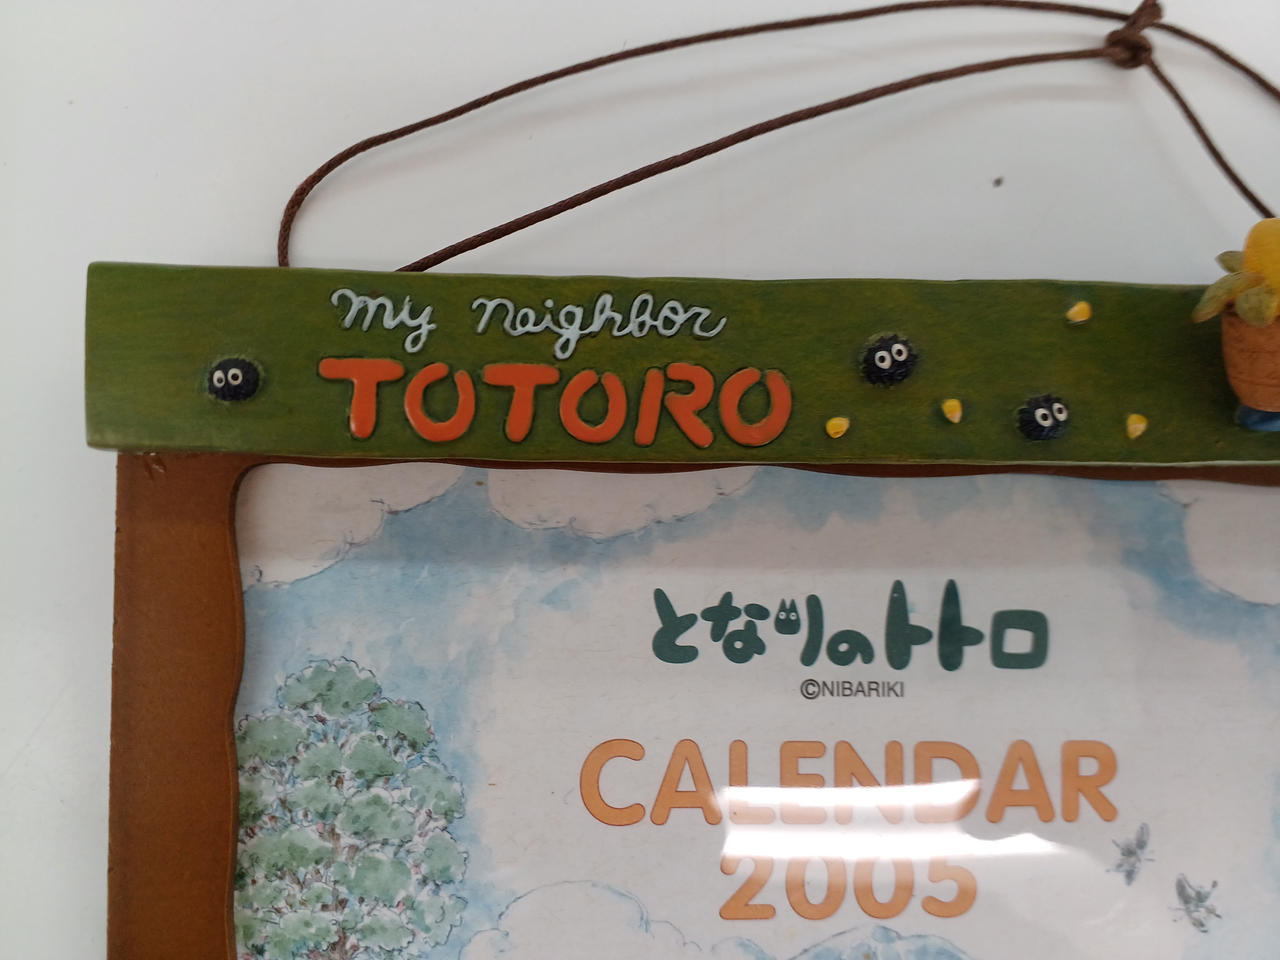 my neighbor
TOTORO
となりのトトロ
©NIBARIKI
CALENDAR
2005